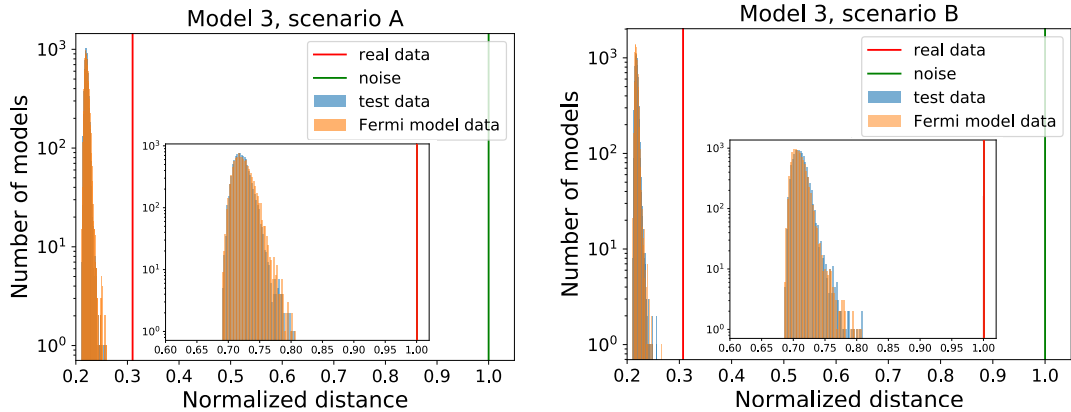 Model 3, scenario A
Number of models
10³
10²
10¹
10⁰
real data
noise
test data
Fermi model data
10³
10²
10¹
10⁰
0.60 0.65 0.70 0.75 0.80 0.85 0.90 0.95 1.00
0.2 0.3 0.4 0.5 0.6 0.7 0.8 0.9 1.0
Normalized distance
Model 3, scenario B
Number of models
10³
10²
10¹
10⁰
real data
noise
test data
Fermi model data
10³
10²
10¹
10⁰
0.60 0.65 0.70 0.75 0.80 0.85 0.90 0.95 1.00
0.2 0.3 0.4 0.5 0.6 0.7 0.8 0.9 1.0
Normalized distance